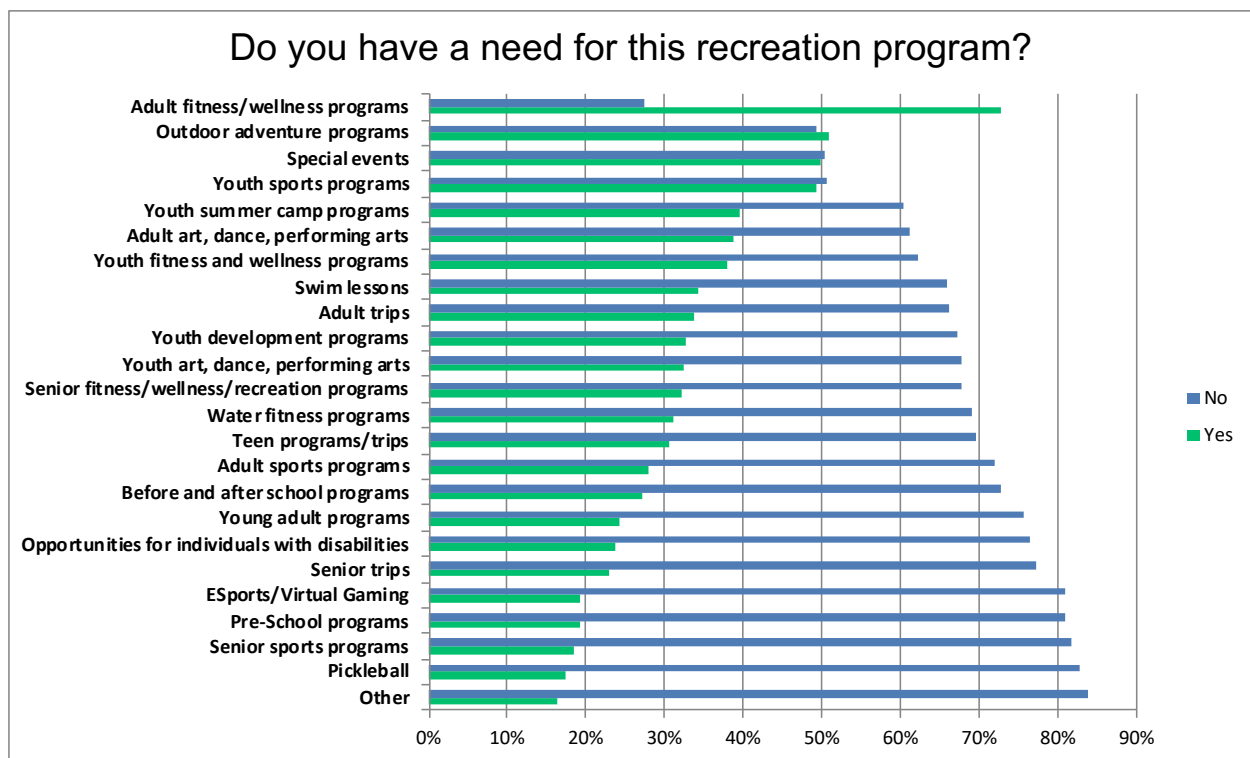 Do you have a need for this recreation program?
Adult fitness/wellness programs
Outdoor adventure programs
Special events
Youth sports programs
Youth summer camp programs
Adult art, dance, performing arts
Youth fitness and wellness programs
Swim lessons
Adult trips
Youth development programs
Youth art, dance, performing arts
Senior fitness/wellness/recreation programs
Water fitness programs
Teen programs/trips
Adult sports programs
Before and after school programs
Young adult programs
Opportunities for individuals with disabilities
Senior trips
ESports/Virtual Gaming
Pre-School programs
Senior sports programs
Pickleball
Other
0% 10% 20% 30% 40% 50% 60% 70% 80% 90%
No
Yes